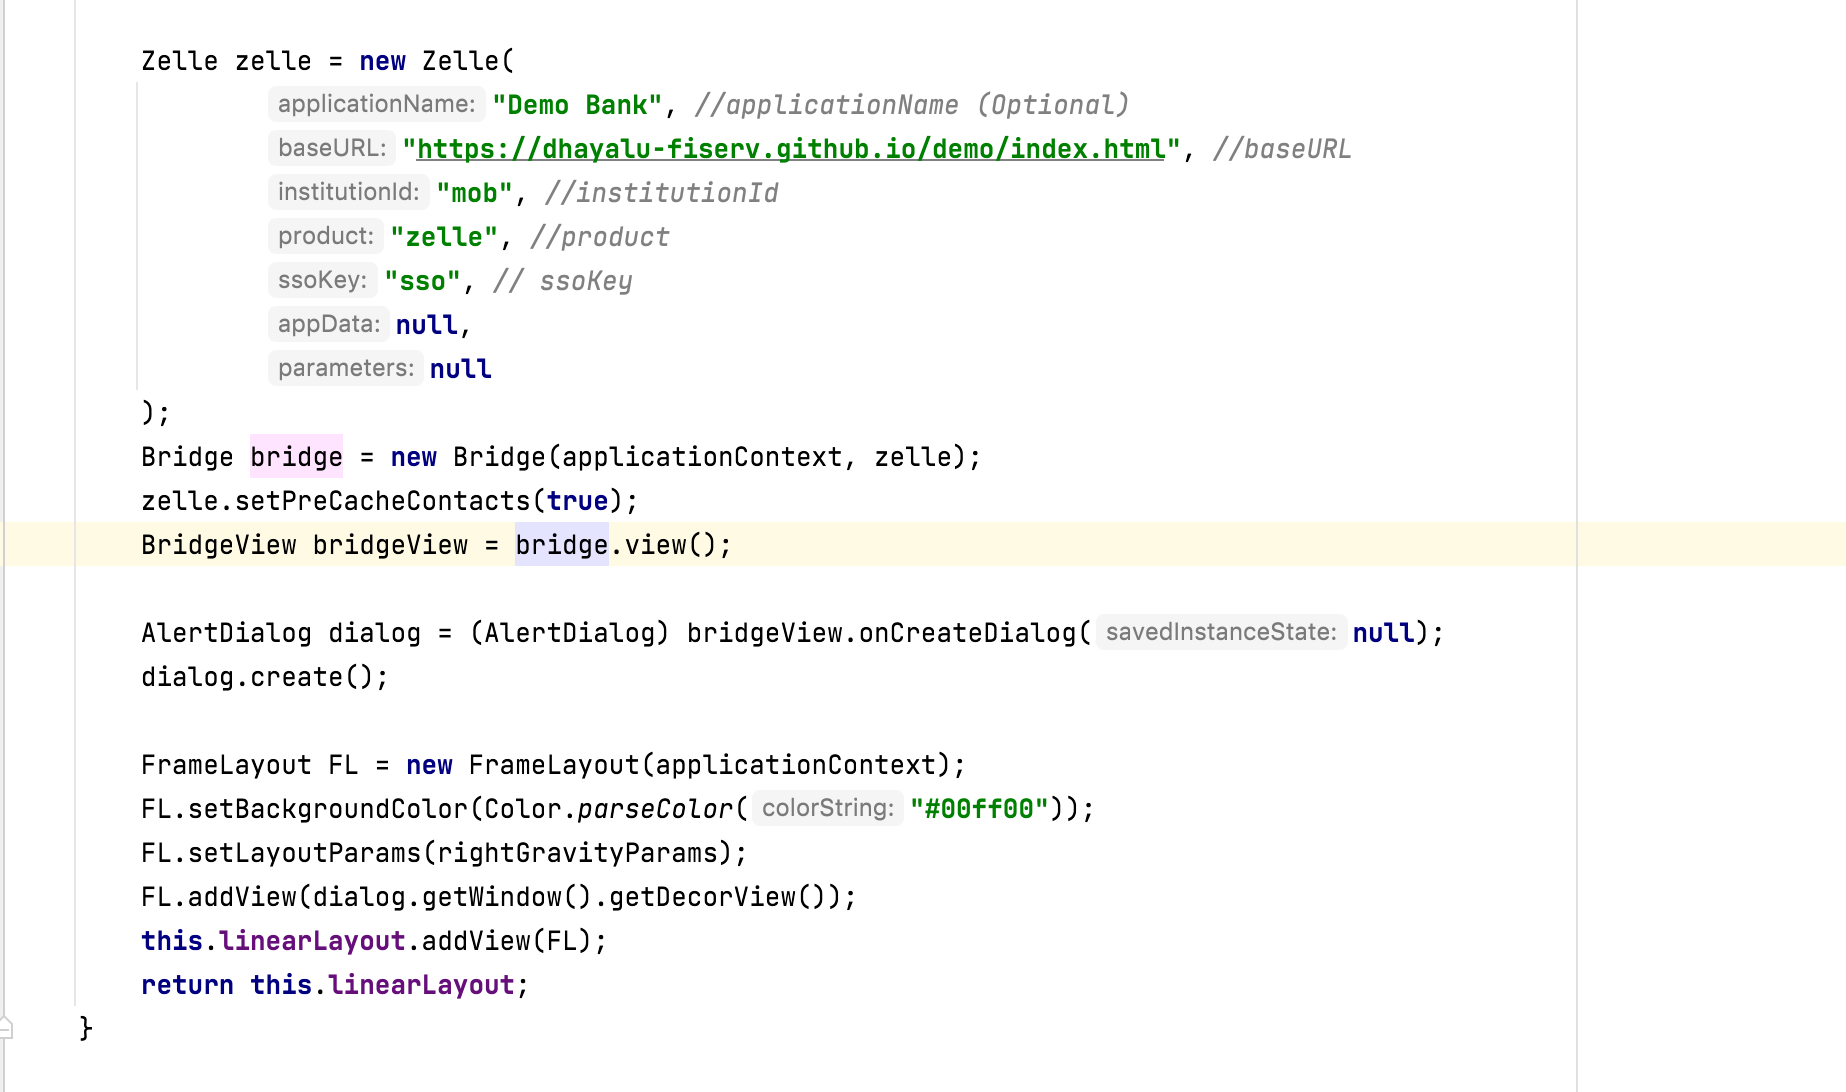 Zelle zelle = new Zelle(
applicationName: "Demo Bank", //applicationName (Optional)
baseURL: "https://dhayalu-fiserv.github.io/demo/index.html", //baseURL
institutionId: "mob", //institutionId
product: "zelle", //product
ssoKey: "sso", // ssoKey
appData: null,
parameters: null
);
Bridge bridge = new Bridge(applicationContext, zelle);
zelle.setPreCacheContacts(true);
BridgeView bridgeView = bridge.view();
AlertDialog dialog = (AlertDialog) bridgeView.onCreateDialog( savedInstanceState: null);
dialog.create();
FrameLayout FL = new FrameLayout(applicationContext);
FL.setBackgroundColor(Color.parseColor( colorString: "#00ff00"));
FL.setLayoutParams(rightGravityParams);
FL.addView(dialog.getWindow().getDecorView());
this.linearLayout.addView(FL);
return this.linearLayout;
}